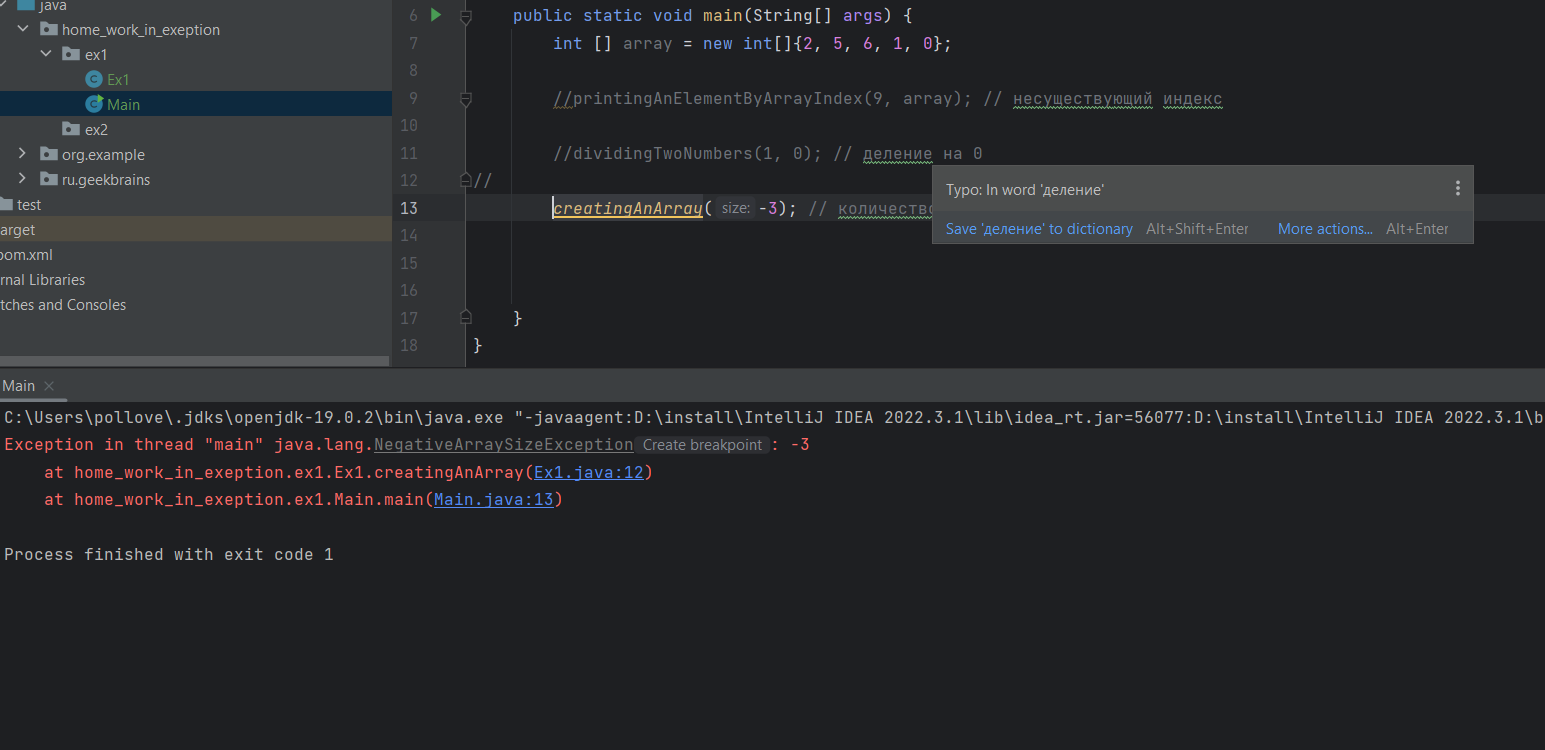 java
home_work_in_exeption
ex1
Ex1
Main
ex2
org.example
ru.geekbrains
test
arget
pom.xml
rnal Libraries
tches and Consoles
6 public static void main(String[] args) {
7 int [] array = new int[]{2, 5, 6, 1, 0};
8
9 //printingAnElementByArrayIndex(9, array); // несуществующий индекс
10
11 //dividingTwoNumbers(1, 0); // деление на 0
12 //
13 creatingAnArray( size: -3); // количество
14
15
16
17 }
18 }
Typo: In word 'деление'
Save 'деление' to dictionary Alt+Shift+Enter More actions... Alt+Enter
Main
C:\Users\pollove\.jdks\openjdk-19.0.2\bin\java.exe "-javaagent:D:\install\IntelliJ IDEA 2022.3.1\lib\idea_rt.jar=56077:D:\install\IntelliJ IDEA 2022.3.1\b
Exception in thread "main" java.lang.NegativeArraySizeException Create breakpoint : -3
at home_work_in_exeption.ex1.Ex1.creatingAnArray(Ex1.java:12)
at home_work_in_exeption.ex1.Main.main(Main.java:13)
Process finished with exit code 1